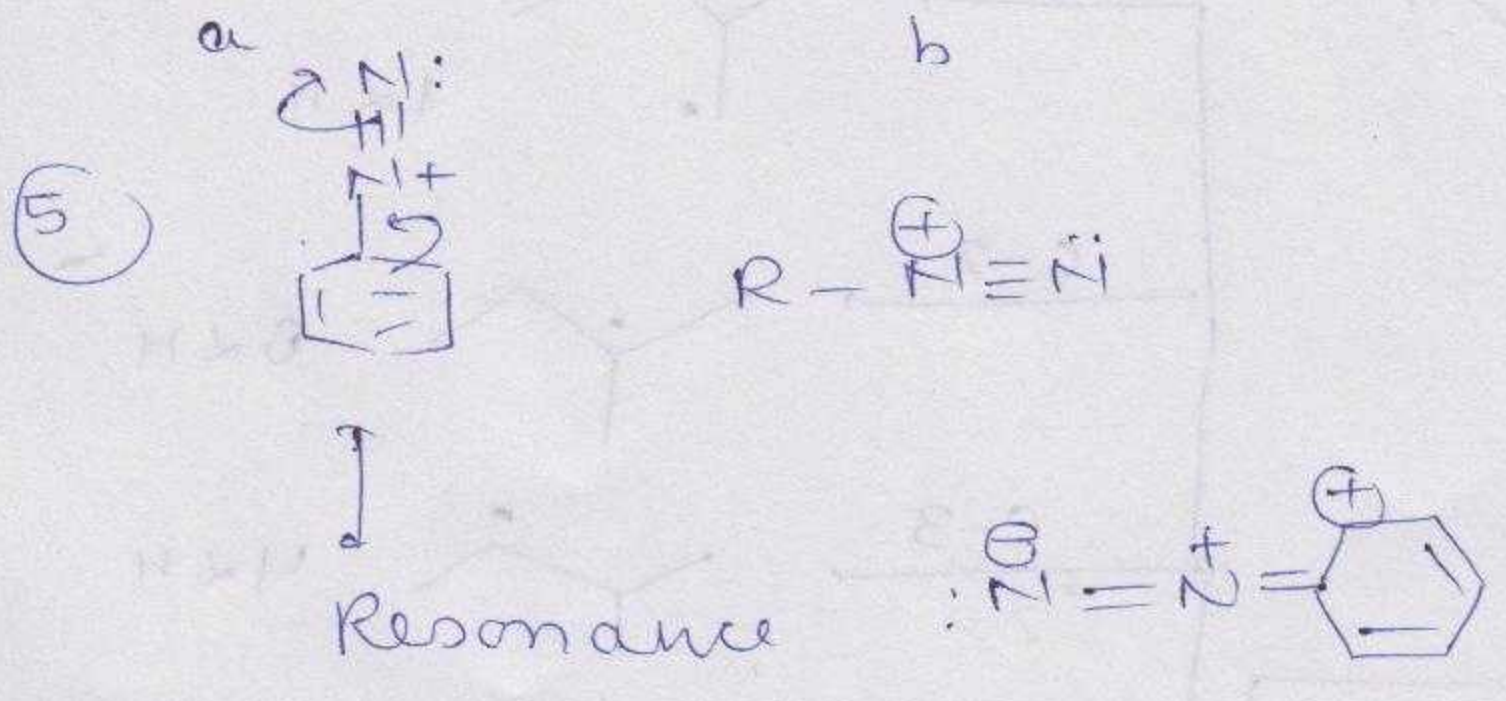 a b
N:
N+
5
R - N⊕ ≡ N̈
Resonance
:N⊖ = N+ = ⊕